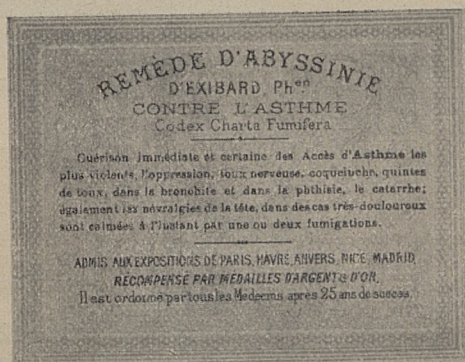 REMÈDE D'ABYSSINIE
D'EXIBARD, Phen
CONTRE L'ASTHME
Codex Charta Fumifera
Guérison immédiate et certaine des Accès d'Asthme les
plus violents, l'oppression, toux nerveuse, coqueluche, quintes
de toux, dans la bronchite et dans la phthisie, le catarrhe;
également les névralgies de la tête, dans des cas très-douloureux
sont calmées à l'instant par une ou deux fumigations.
ADMIS AUX EXPOSITIONS DE PARIS, HAVRE, ANVERS, NICE, MADRID,
RÉCOMPENSÉ PAR MÉDAILLES D'ARGENT & D'OR.
Il est ordonné par tous les Médecins après 25 ans de succès.